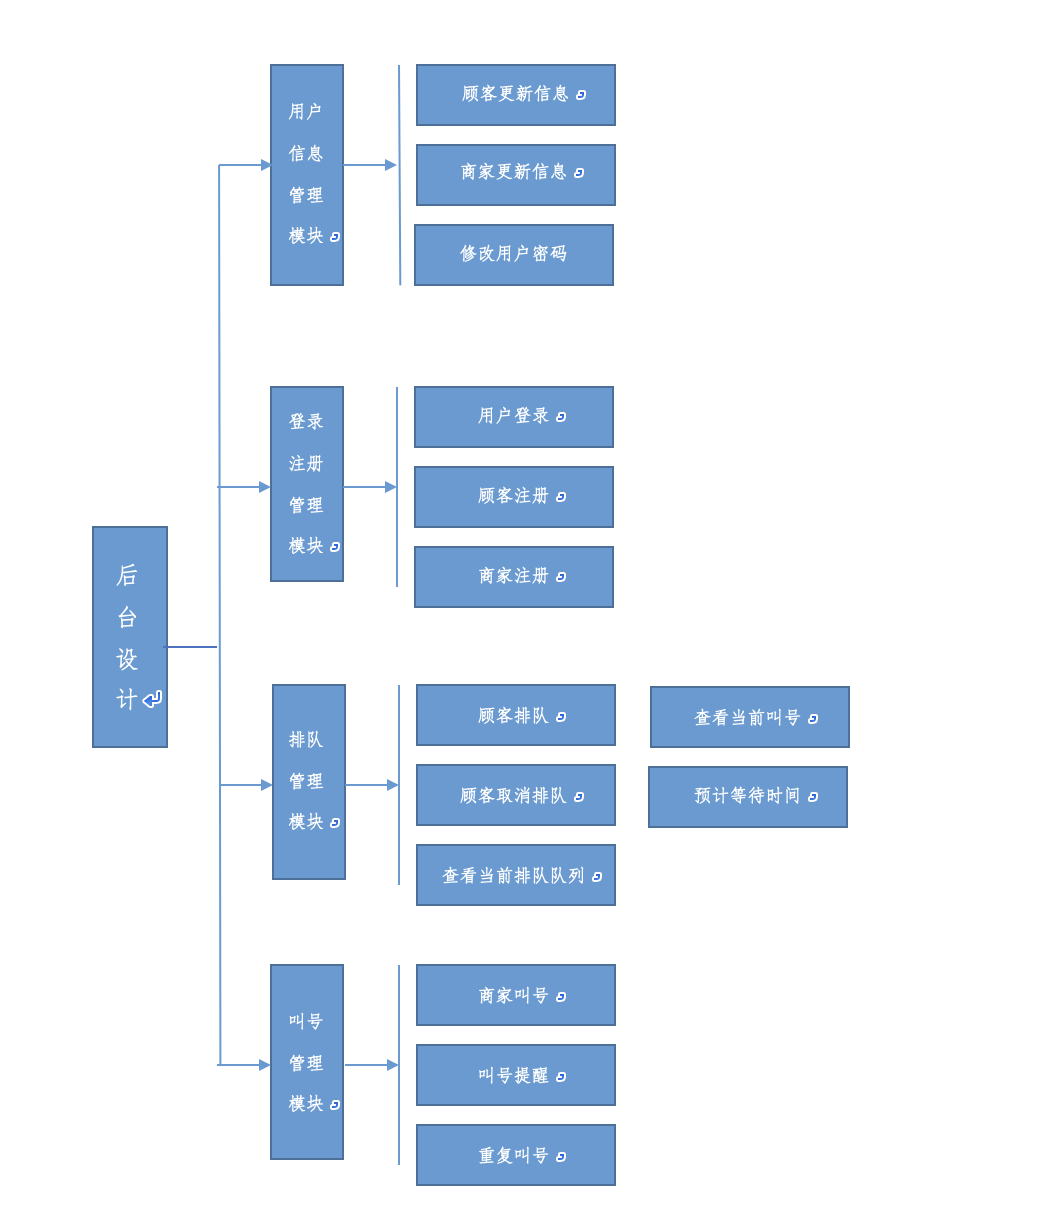 后
台
设
计
用户
信息
管理
模块
顾客更新信息
商家更新信息
修改用户密码
登录
注册
管理
模块
用户登录
顾客注册
商家注册
排队
管理
模块
顾客排队
查看当前叫号
顾客取消排队
预计等待时间
查看当前排队队列
叫号
管理
模块
商家叫号
叫号提醒
重复叫号